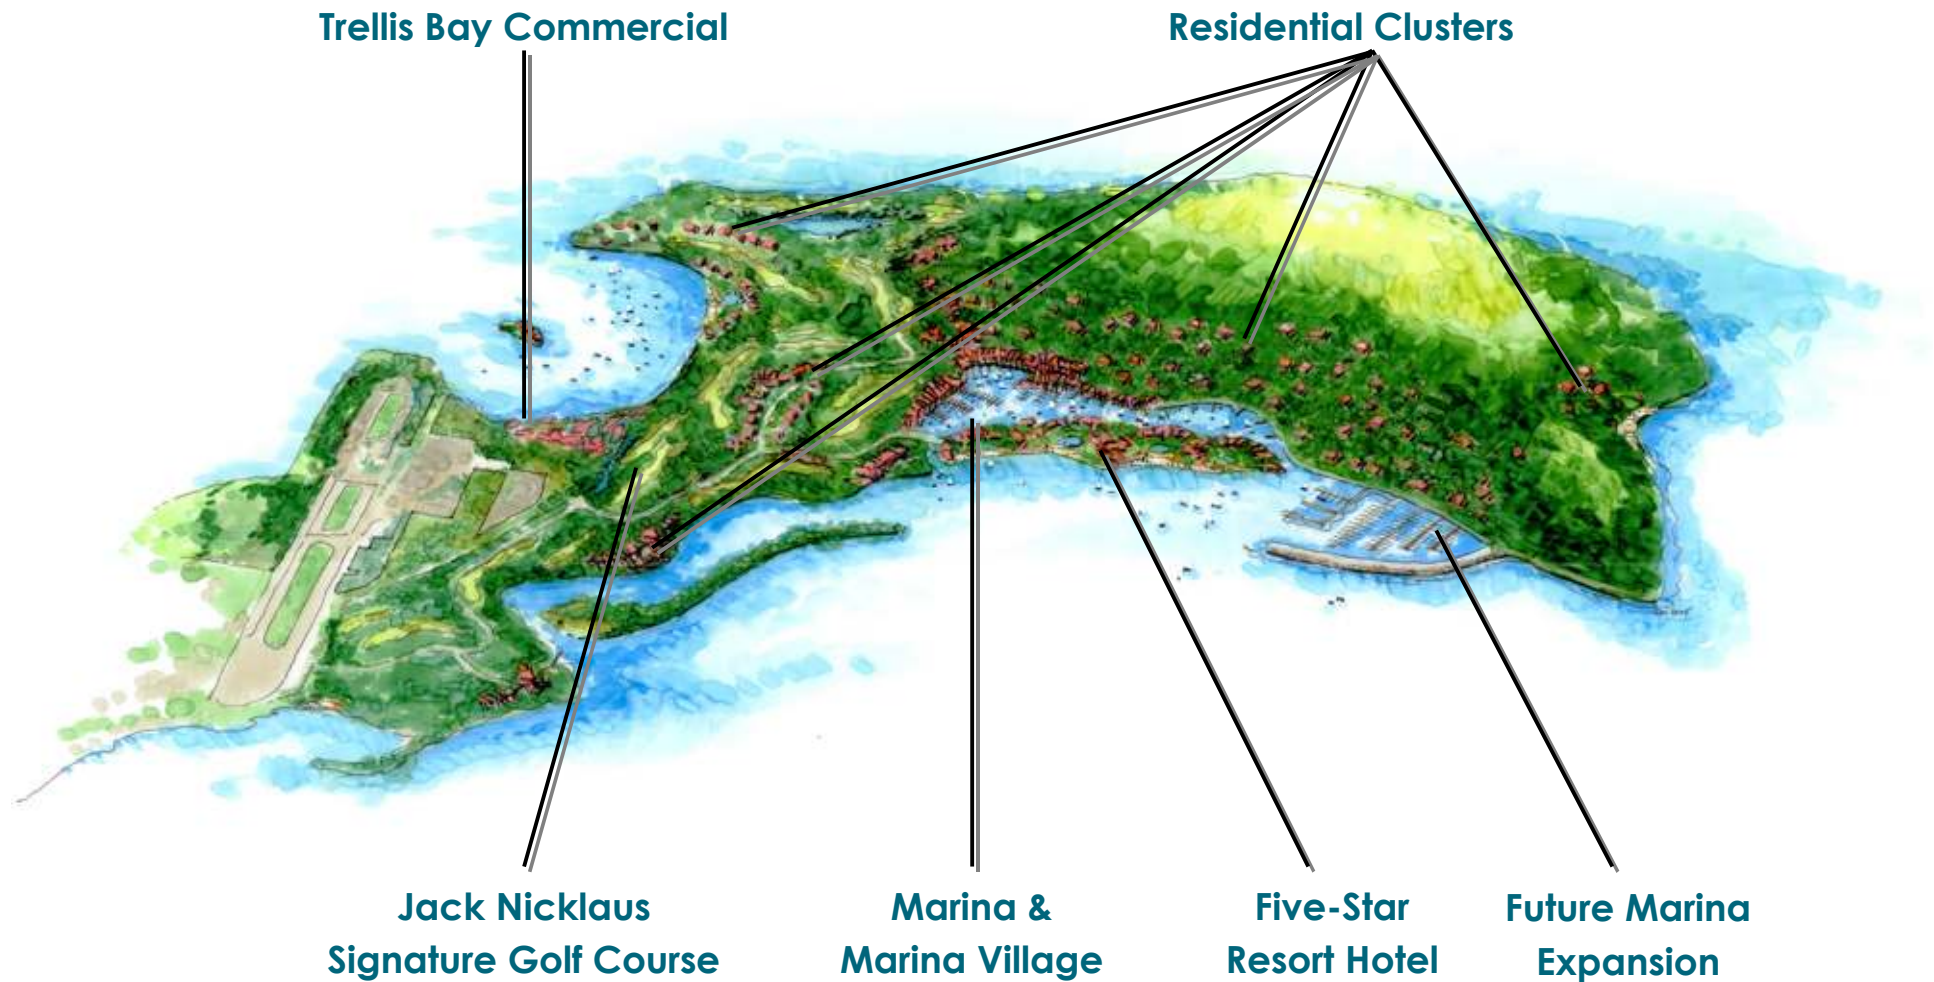 Trellis Bay Commercial
Residential Clusters
Jack Nicklaus
Signature Golf Course
Marina &
Marina Village
Five-Star
Resort Hotel
Future Marina
Expansion